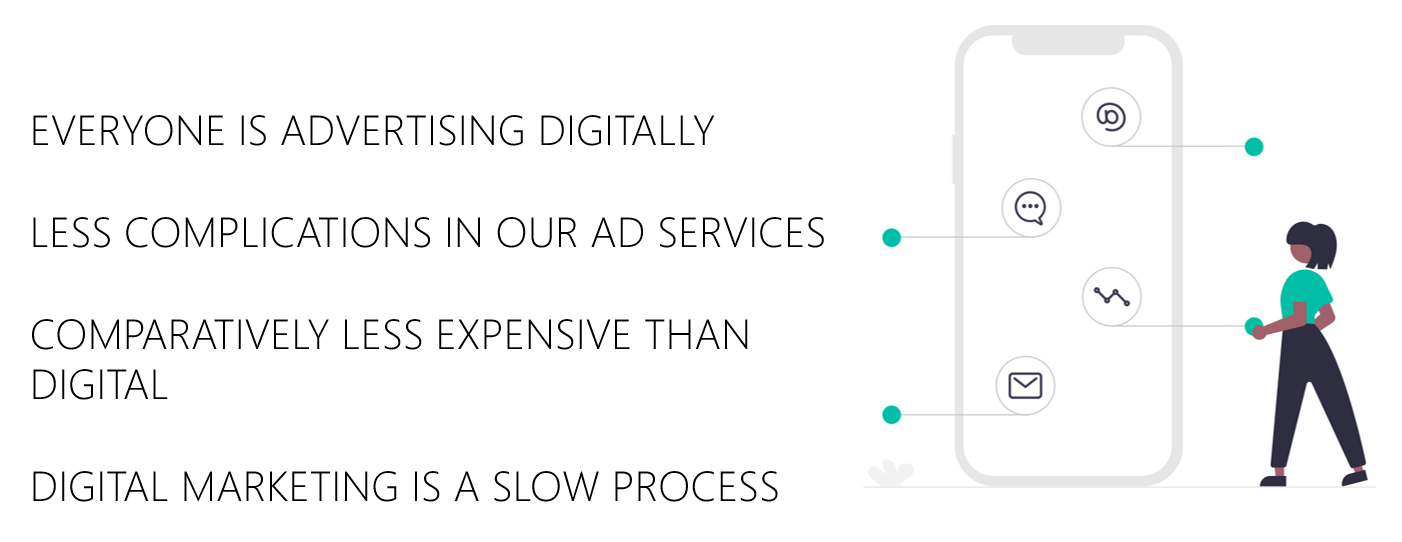 EVERYONE IS ADVERTISING DIGITALLY
LESS COMPLICATIONS IN OUR AD SERVICES
COMPARATIVELY LESS EXPENSIVE THAN
DIGITAL
DIGITAL MARKETING IS A SLOW PROCESS